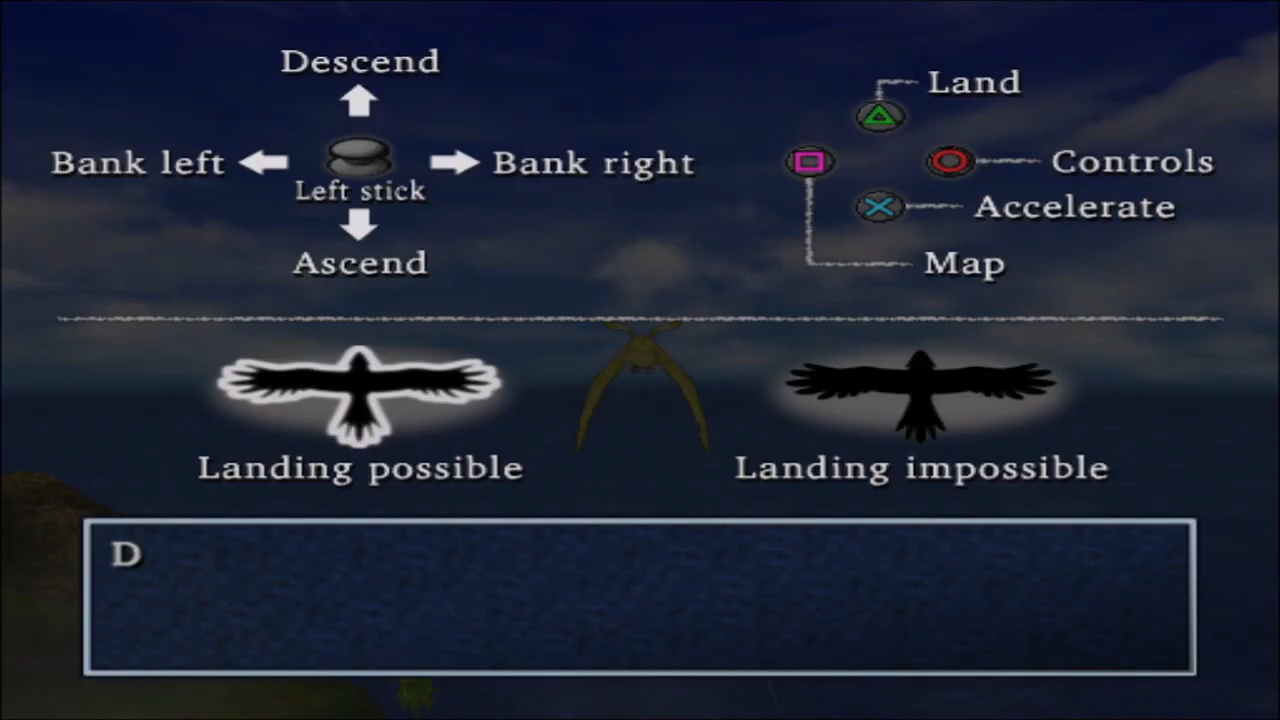 Descend
Land
Bank left
Left stick
Bank right
Controls
Accelerate
Ascend
Map
Landing possible
Landing impossible
D